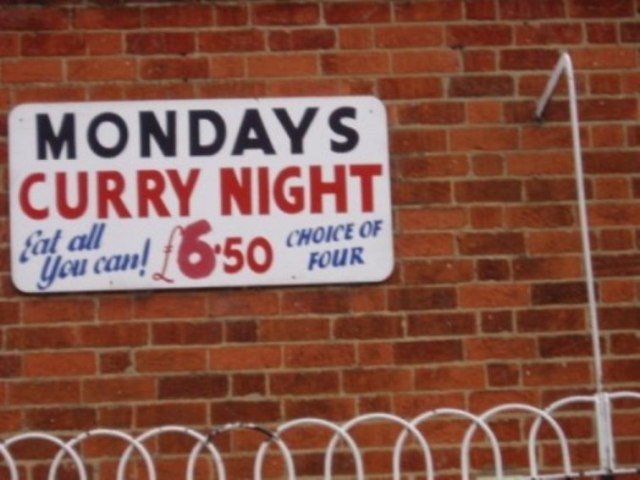 MONDAYS
CURRY NIGHT
Eat all
You can!
£6·50
CHOICE OF
FOUR